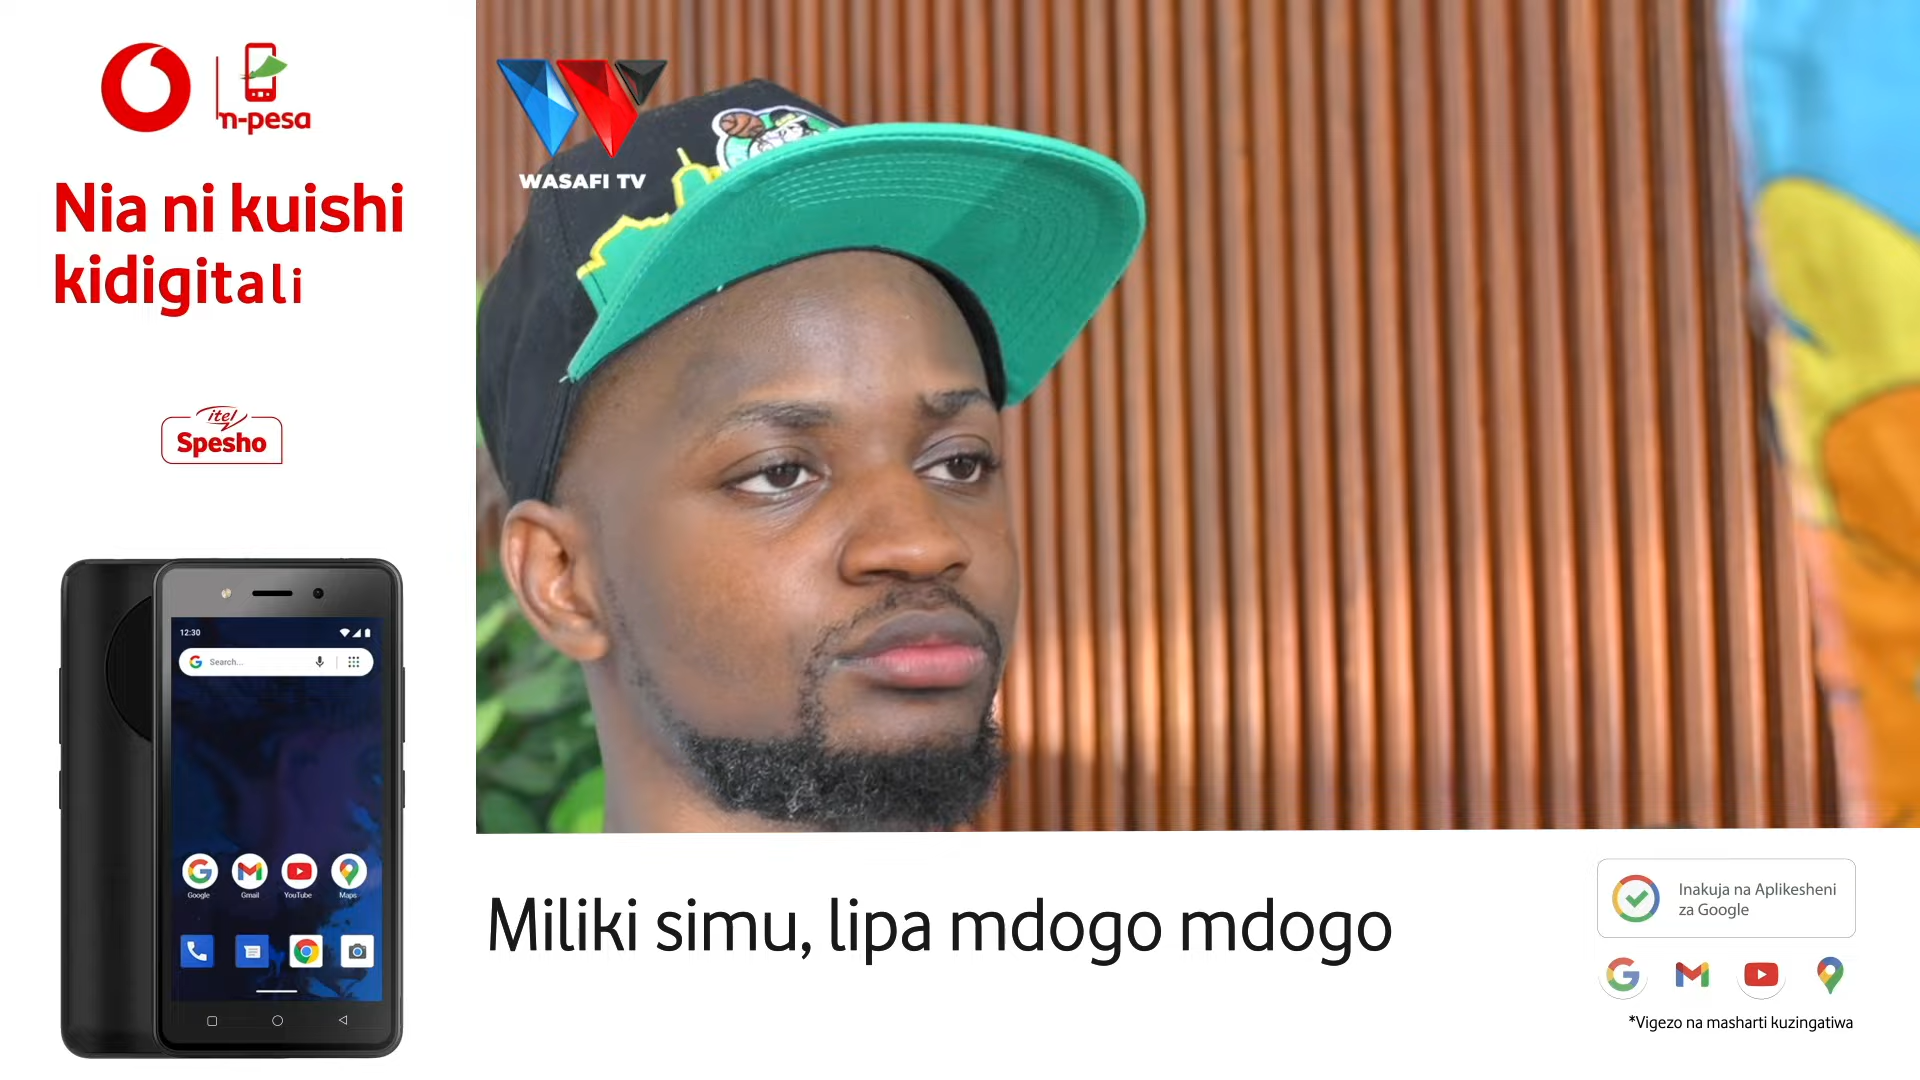 m-pesa
Nia ni kuishi
kidigitali
itel
Spesho
12:30
Search...
Google Gmail YouTube Maps
WASAFI TV
Miliki simu, lipa mdogo mdogo
Inakuja na Aplikesheni
za Google
*Vigezo na masharti kuzingatiwa